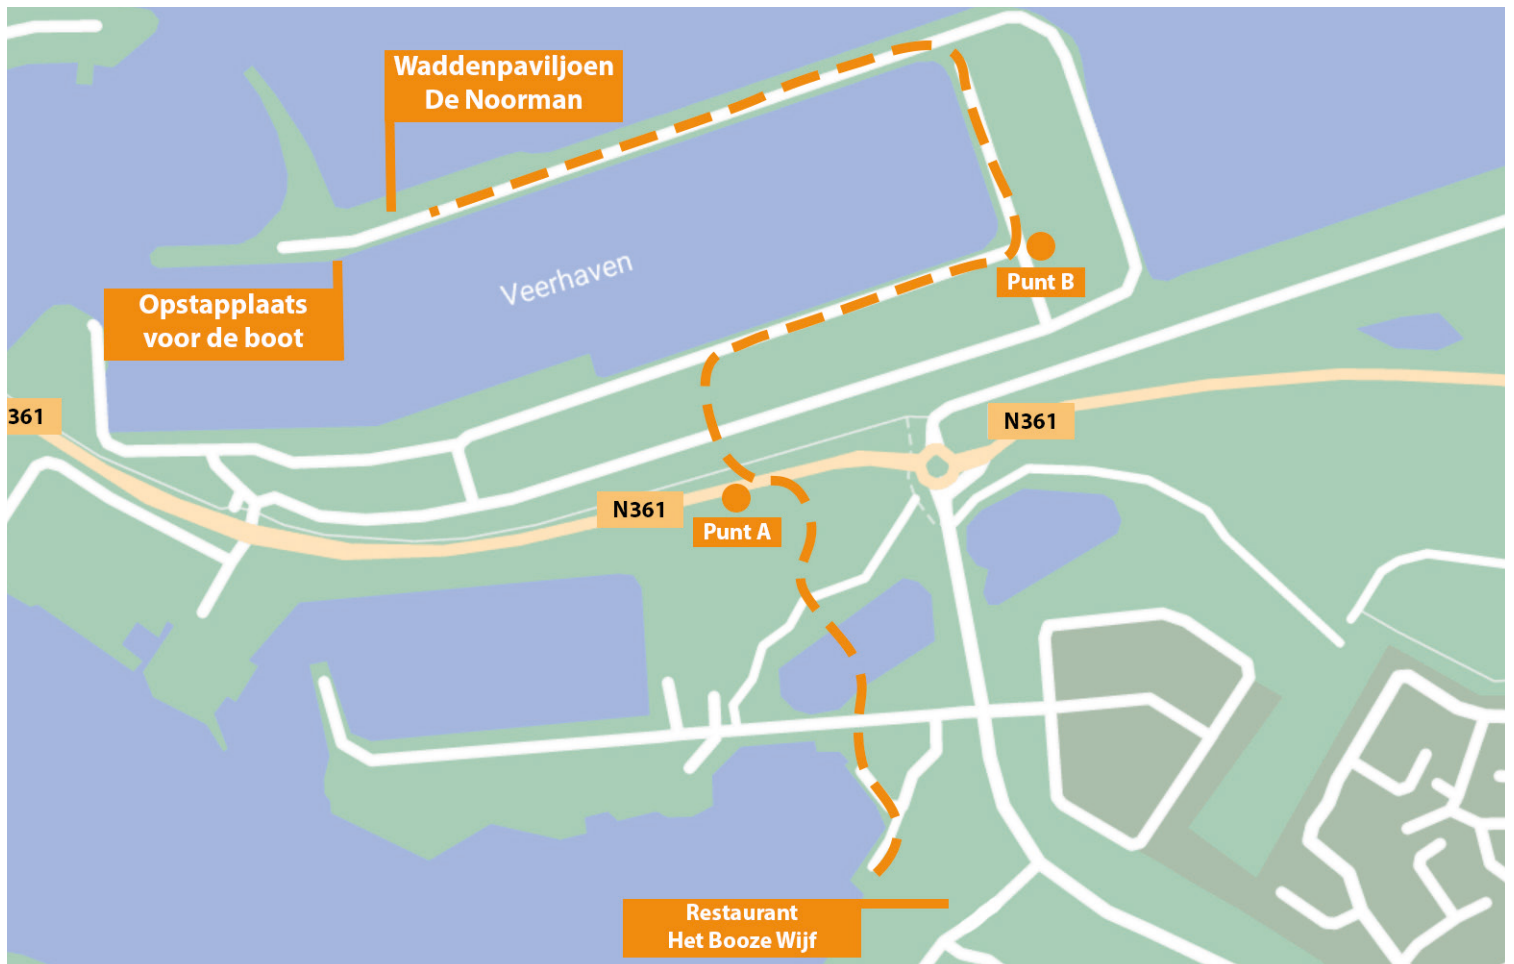 Waddenpaviljoen
De Noorman
Veerhaven
Punt B
Opstapplaats
voor de boot
361
N361
N361
Punt A
Restaurant
Het Booze Wijf